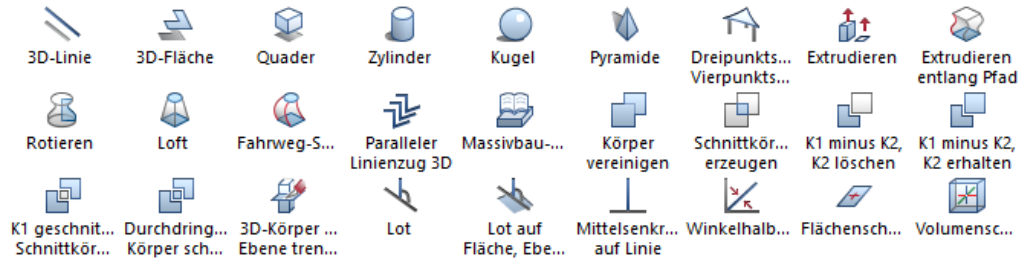 3D-Linie 3D-Fläche Quader Zylinder Kugel Pyramide Dreipunkts... Extrudieren Extrudieren
Vierpunkts... entlang Pfad
Rotieren Loft Fahrweg-S... Paralleler Massivbau-... Körper Schnittkör... K1 minus K2, K1 minus K2,
Linienzug 3D vereinigen erzeugen K2 löschen K2 erhalten
K1 geschnit... Durchdring... 3D-Körper ... Lot Lot auf Mittelsenkr... Winkelhalb... Flächensch... Volumensc...
Schnittkör... Körper sch... Ebene tren... Fläche, Ebe... auf Linie